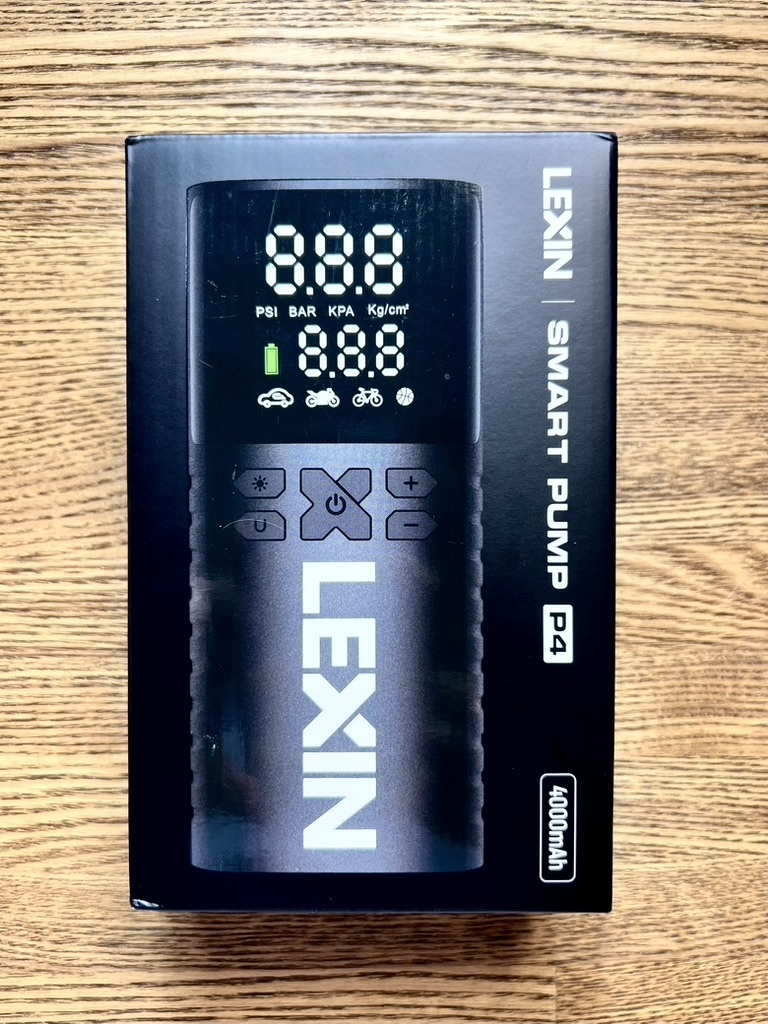 8.8.8
PSI BAR KPA Kg/cm²
8.8.8
LEXIN
LEXIN | SMART PUMP P4
4000mAh